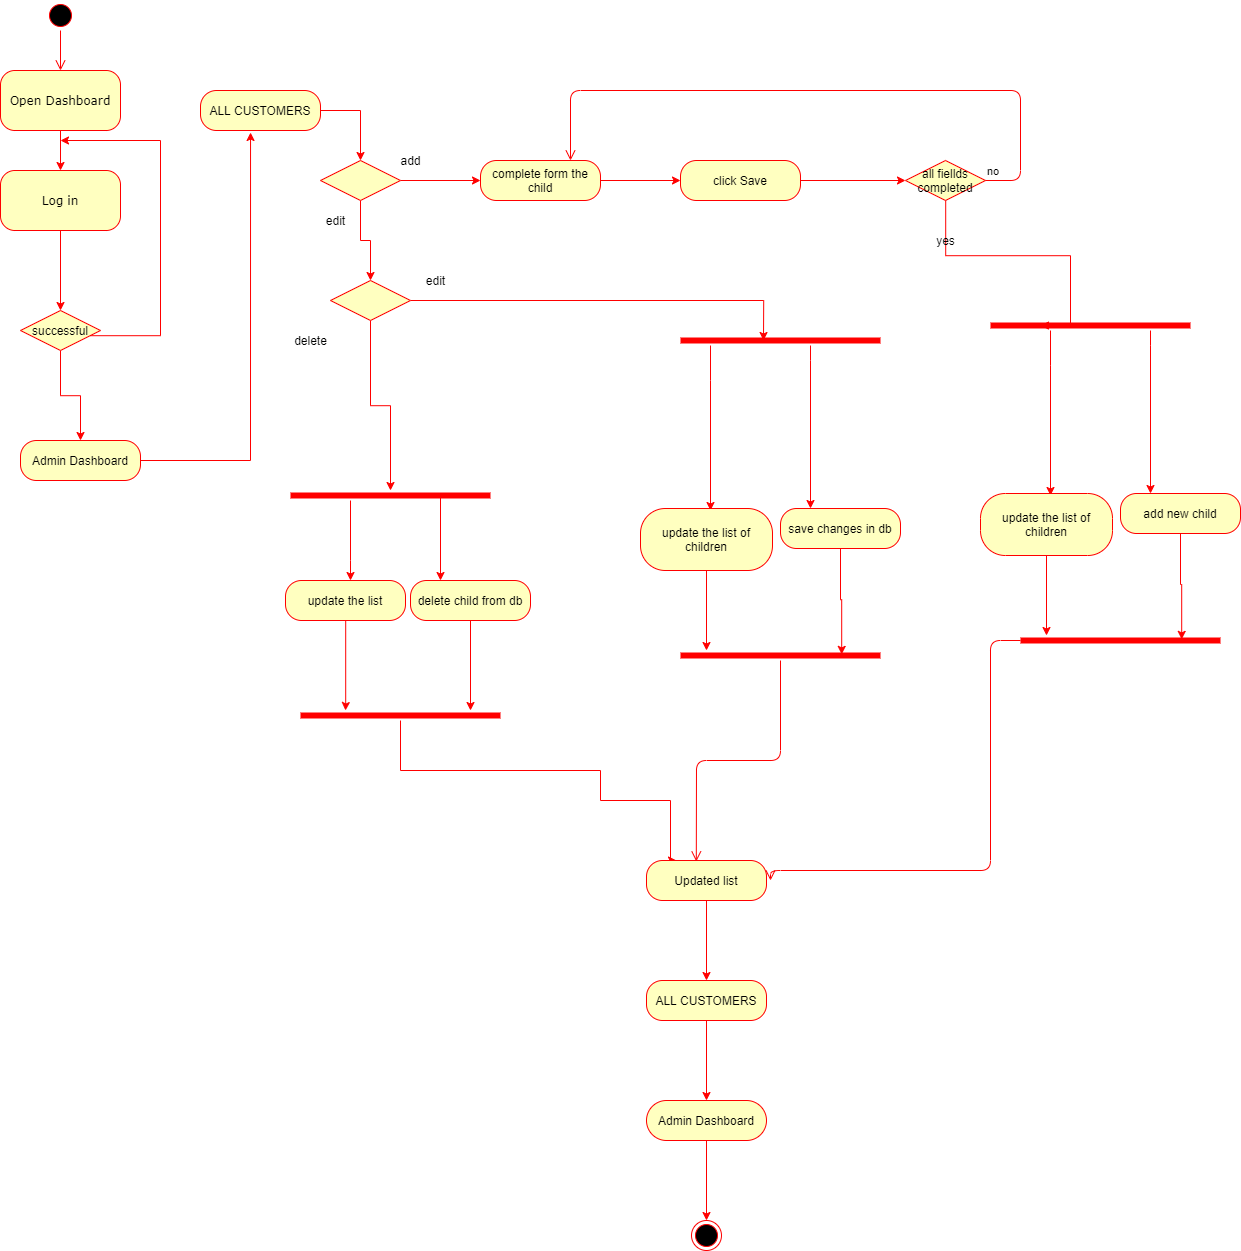 Open Dashboard
ALL CUSTOMERS
add
complete form the
child
click Save
all fiellds
completed
no
Log in
edit
yes
edit
successful
delete
Admin Dashboard
update the list of
children
save changes in db
update the list of
children
add new child
update the list
delete child from db
Updated list
ALL CUSTOMERS
Admin Dashboard